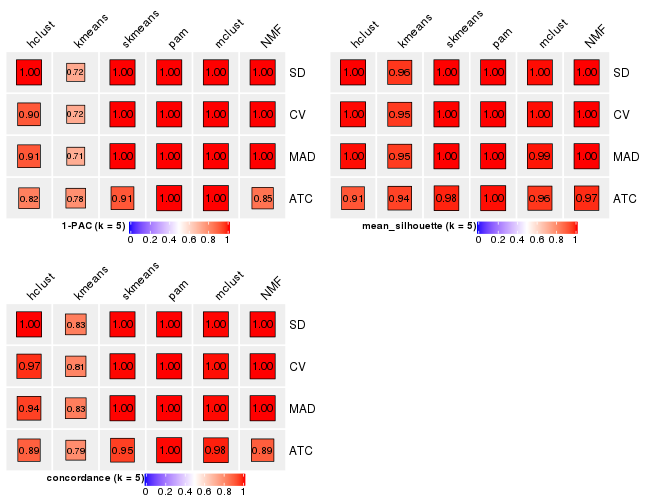 hclust kmeans skmeans pam mclust NMF
1.00 0.72 1.00 1.00 1.00 1.00 SD
0.90 0.72 1.00 1.00 1.00 1.00 CV
0.91 0.71 1.00 1.00 1.00 1.00 MAD
0.82 0.78 0.91 1.00 1.00 0.85 ATC
1-PAC (k = 5)
0 0.2 0.4 0.6 0.8 1
hclust kmeans skmeans pam mclust NMF
1.00 0.96 1.00 1.00 1.00 1.00 SD
1.00 0.95 1.00 1.00 1.00 1.00 CV
1.00 0.95 1.00 1.00 0.99 1.00 MAD
0.91 0.94 0.98 1.00 0.96 0.97 ATC
mean_silhouette (k = 5)
0 0.2 0.4 0.6 0.8 1
hclust kmeans skmeans pam mclust NMF
1.00 0.83 1.00 1.00 1.00 1.00 SD
0.97 0.81 1.00 1.00 1.00 1.00 CV
0.94 0.83 1.00 1.00 1.00 1.00 MAD
0.89 0.79 0.95 1.00 0.98 0.89 ATC
concordance (k = 5)
0 0.2 0.4 0.6 0.8 1